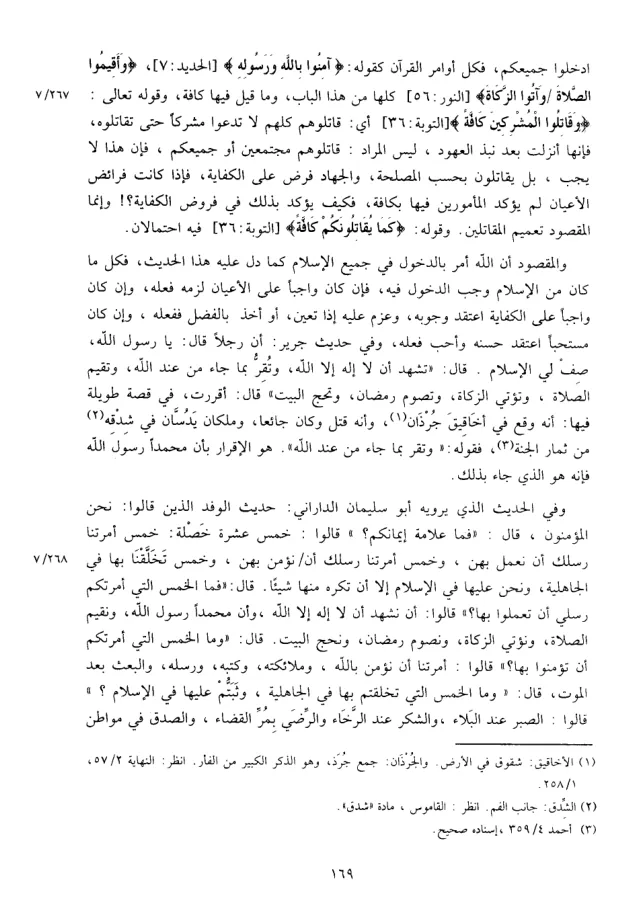 ادخلوا جميعكم، فكل أوامر القرآن كقوله: ﴿ آمِنُوا بِاللَّهِ وَرَسُولِهِ ﴾ [الحديد:٧]، ﴿وَأَقِيمُوا
الصَّلاةَ /وَآتُوا الزَّكَاةَ﴾ [النور:٥٦] كلها من هذا الباب، وما قيل فيها كافة، وقوله تعالى :
٧/٢٦٧
﴿وَقَاتِلُوا الْمُشْرِكِينَ كَافَّةً ﴾[التوبة:٣٦] أي: قاتلوهم كلهم لا تدعوا مشركاً حتى تقاتلوه،
فإنها أنزلت بعد نبذ العهود ، ليس المراد : قاتلوهم مجتمعين أو جميعكم ، فإن هذا لا
يجب ، بل يقاتلون بحسب المصلحة، والجهاد فرض على الكفاية، فإذا كانت فرائض
الأعيان لم يؤكد المأمورين فيها بكافة، فكيف يؤكد بذلك في فروض الكفاية؟! وإنما
المقصود تعميم المقاتلين. وقوله: ﴿كَمَا يُقَاتِلُونَكُمْ كَافَّةً﴾ [التوبة:٣٦] فيه احتمالان.
والمقصود أن الله أمر بالدخول في جميع الإسلام كما دل عليه هذا الحديث، فكل ما
كان من الإسلام وجب الدخول فيه، فإن كان واجباً على الأعيان لزمه فعله، وإن كان
واجباً على الكفاية اعتقد وجوبه، وعزم عليه إذا تعين، أو أخذ بالفضل ففعله ، وإن كان
مستحباً اعتقد حسنه وأحب فعله، وفي حديث جرير: أن رجلاً قال: يا رسول الله،
صِفْ لي الإسلام . قال: «تشهد أن لا إله إلا الله، وتُقِرُّ بما جاء من عند الله، وتقيم
الصلاة ، وتؤتي الزكاة، وتصوم رمضان، وتحج البيت» قال: أقررت، في قصة طويلة
فيها: أنه وقع في أخَاقِيقَ جُرْذَان(١)، وأنه قتل وكان جائعا، وملكان يَدُسَّان في شدْقِه(٢)
من ثمار الجنة(٣)، فقوله:« وتقر بما جاء من عند الله». هو الإقرار بأن محمداً رسول الله
فإنه هو الذي جاء بذلك.
وفي الحديث الذي يرويه أبو سليمان الداراني: حديث الوفد الذين قالوا: نحن
المؤمنون ، قال : «فما علامة إيمانكم؟ » قالوا : خمس عشرة خَصْلة: خمس أمرتنا
رسلك أن نعمل بهن ، وخمس أمرتنا رسلك أن/نؤمن بهن ، وخمس تَخَلَّقْنَا بها في
٧/٢٦٨
الجاهلية، ونحن عليها في الإسلام إلا أن تكره منها شيئًا. قال:«فما الخمس التي أمرتكم
رسلي أن تعملوا بها؟» قالوا: أن نشهد أن لا إله إلا الله ،وأن محمداً رسول الله، ونقيم
الصلاة، ونؤتي الزكاة، ونصوم رمضان، ونحج البيت. قال: «وما الخمس التي أمرتكم
أن تؤمنوا بها؟» قالوا : أمرتنا أن نؤمن بالله ، وملائكته، وكتبه، ورسله، والبعث بعد
الموت، قال: « وما الخمس التي تخلقتم بها في الجاهلية ، وثَبَتُّمْ عليها في الإسلام ؟ »
قالوا : الصبر عند البَلاء ،والشكر عند الرَّخَاء والرِّضَي بِمُرِّ القضاء ، والصدق في مواطن
(١) الأخاقيق: شقوق في الأرض. والجُرْذَان: جمع جُرَذ، وهو الذكر الكبير من الفأر. انظر: النهاية ٥٧/٢،
٢٥٨/١.
(٢) الشِّدق: جانب الفم. انظر : القاموس ، مادة «شدق».
(٣) أحمد ٣٥٩/٤ ،إسناده صحيح.
١٦٩